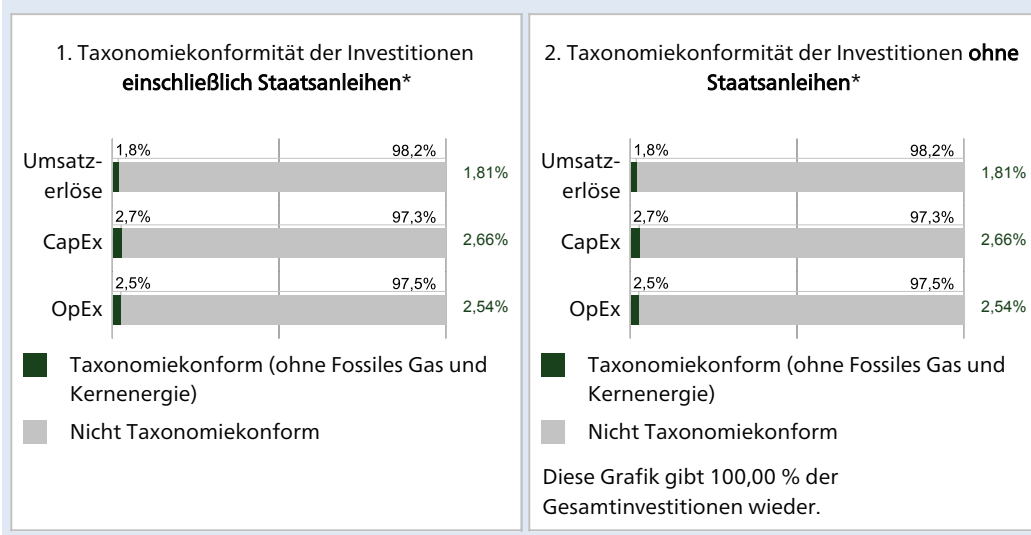 1. Taxonomiekonformität der Investitionen
einschließlich Staatsanleihen*
Umsatz-
erlöse
1,8%
98,2%
1,81%
CapEx
2,7%
97,3%
2,66%
OpEx
2,5%
97,5%
2,54%
Taxonomiekonform (ohne Fossiles Gas und
Kernenergie)
Nicht Taxonomiekonform
2. Taxonomiekonformität der Investitionen ohne
Staatsanleihen*
Umsatz-
erlöse
1,8%
98,2%
1,81%
CapEx
2,7%
97,3%
2,66%
OpEx
2,5%
97,5%
2,54%
Taxonomiekonform (ohne Fossiles Gas und
Kernenergie)
Nicht Taxonomiekonform
Diese Grafik gibt 100,00 % der
Gesamtinvestitionen wieder.